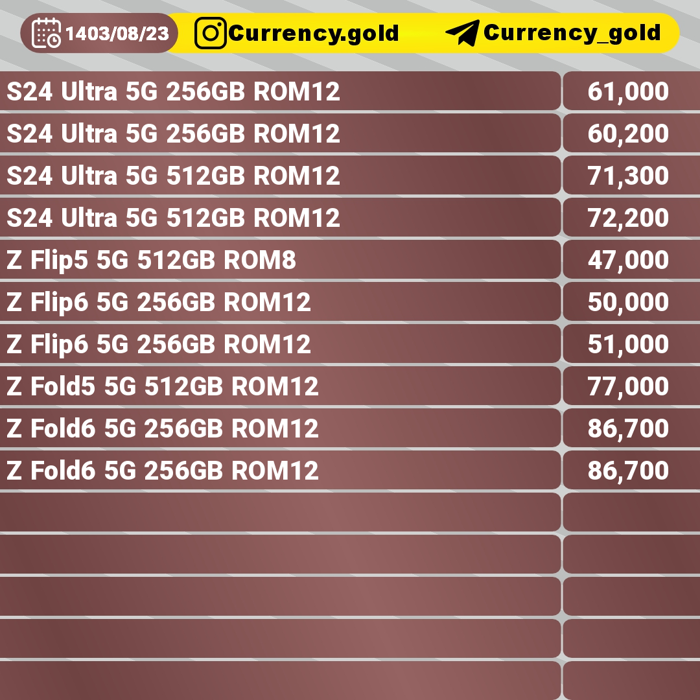 1403/08/23 Currency.gold Currency_gold
S24 Ultra 5G 256GB ROM12 61,000
S24 Ultra 5G 256GB ROM12 60,200
S24 Ultra 5G 512GB ROM12 71,300
S24 Ultra 5G 512GB ROM12 72,200
Z Flip5 5G 512GB ROM8 47,000
Z Flip6 5G 256GB ROM12 50,000
Z Flip6 5G 256GB ROM12 51,000
Z Fold5 5G 512GB ROM12 77,000
Z Fold6 5G 256GB ROM12 86,700
Z Fold6 5G 256GB ROM12 86,700